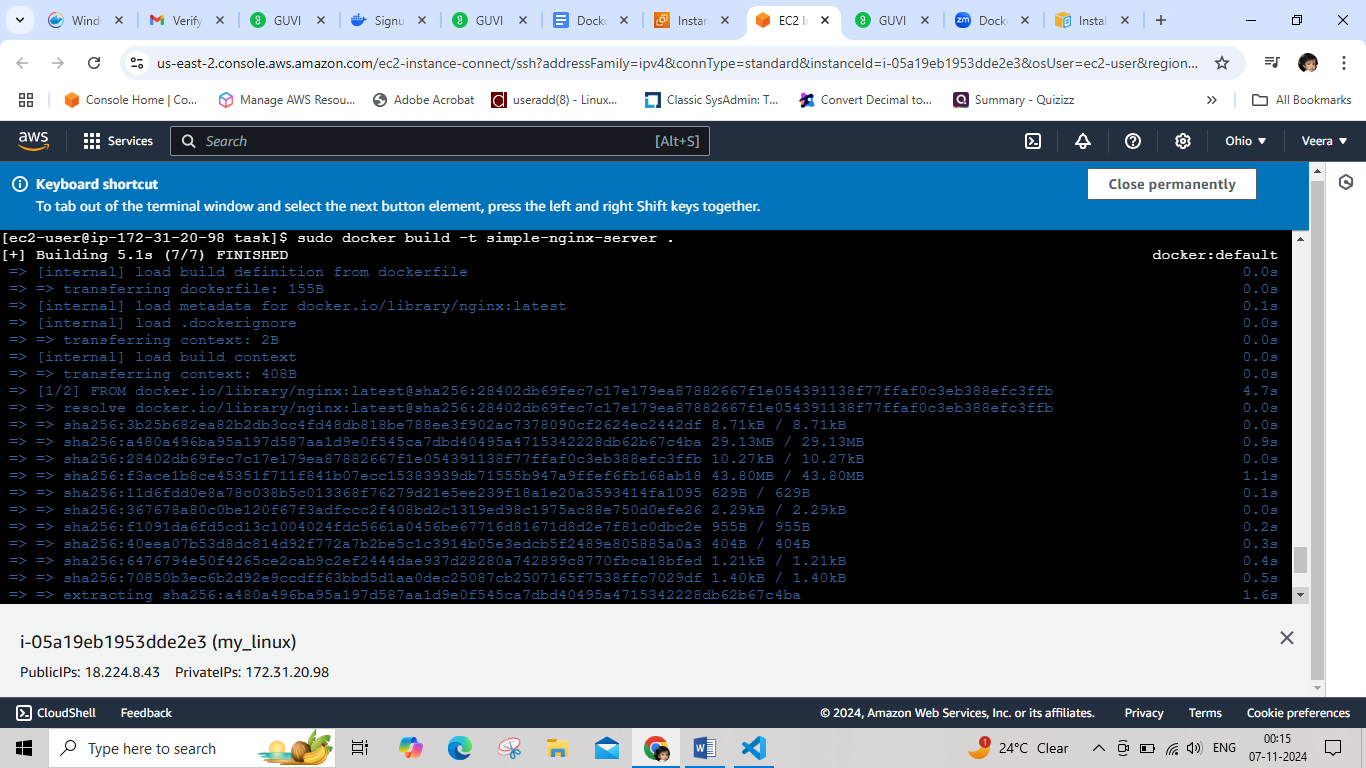 Wind
Verify
GUVI
Signu
GUVI
Docke
Instan
EC2 In
GUVI
Docke
Instal
us-east-2.console.aws.amazon.com/ec2-instance-connect/ssh?addressFamily=ipv4&connType=standard&instanceId=i-05a19eb1953dde2e3&osUser=ec2-user&region...
Console Home | Co...
Manage AWS Resou...
Adobe Acrobat
useradd(8) - Linux...
Classic SysAdmin: T...
Convert Decimal to...
Summary - Quizizz
All Bookmarks
aws
Services
Search
[Alt+S]
Ohio
Veera
Keyboard shortcut
To tab out of the terminal window and select the next button element, press the left and right Shift keys together.
Close permanently
[ec2-user@ip-172-31-20-98 task]$ sudo docker build -t simple-nginx-server .
[+] Building 5.1s (7/7) FINISHED docker:default
=> [internal] load build definition from dockerfile 0.0s
=> => transferring dockerfile: 155B 0.0s
=> [internal] load metadata for docker.io/library/nginx:latest 0.1s
=> [internal] load .dockerignore 0.0s
=> => transferring context: 2B 0.0s
=> [internal] load build context 0.0s
=> => transferring context: 408B 0.0s
=> [1/2] FROM docker.io/library/nginx:latest@sha256:28402db69fec7c17e179ea87882667f1e054391138f77ffaf0c3eb388efc3ffb 4.7s
=> => resolve docker.io/library/nginx:latest@sha256:28402db69fec7c17e179ea87882667f1e054391138f77ffaf0c3eb388efc3ffb 0.0s
=> => sha256:3b25b682ea82b2db3cc4fd48db818be788ee3f902ac7378090cf2624ec2442df 8.71kB / 8.71kB 0.0s
=> => sha256:a480a496ba95a197d587aa1d9e0f545ca7dbd40495a4715342228db62b67c4ba 29.13MB / 29.13MB 0.9s
=> => sha256:28402db69fec7c17e179ea87882667f1e054391138f77ffaf0c3eb388efc3ffb 10.27kB / 10.27kB 0.0s
=> => sha256:f3ace1b8ce45351f711f841b07ecc15383939db71555b947a9ffef6fb168ab18 43.80MB / 43.80MB 1.1s
=> => sha256:11d6fdd0e8a78c038b5c013368f76279d21e5ee239f18a1e20a3593414fa1095 629B / 629B 0.1s
=> => sha256:367678a80c0be120f67f3adfccc2f408bd2c1319ed98c1975ac88e750d0efe26 2.29kB / 2.29kB 0.0s
=> => sha256:f1091da6fd5cd13c1004024fdc5661a0456be67716d81671d8d2e7f81c0dbc2e 955B / 955B 0.2s
=> => sha256:40eea07b53d8dc814d92f772a7b2be5c1c3914b05e3edcb5f2489e805885a0a3 404B / 404B 0.3s
=> => sha256:6476794e50f4265ce2cab9c2ef2444dae937d28280a742899c8770fbca18bfed 1.21kB / 1.21kB 0.4s
=> => sha256:70850b3ec6b2d92e9ccdff63bbd5d1aa0dec25087cb2507165f7538ffc7029df 1.40kB / 1.40kB 0.5s
=> => extracting sha256:a480a496ba95a197d587aa1d9e0f545ca7dbd40495a4715342228db62b67c4ba 1.6s
i-05a19eb1953dde2e3 (my_linux)
PublicIPs: 18.224.8.43 PrivateIPs: 172.31.20.98
CloudShell
Feedback
© 2024, Amazon Web Services, Inc. or its affiliates.
Privacy
Terms
Cookie preferences
Type here to search
1
24°C Clear
ENG
00:15
07-11-2024